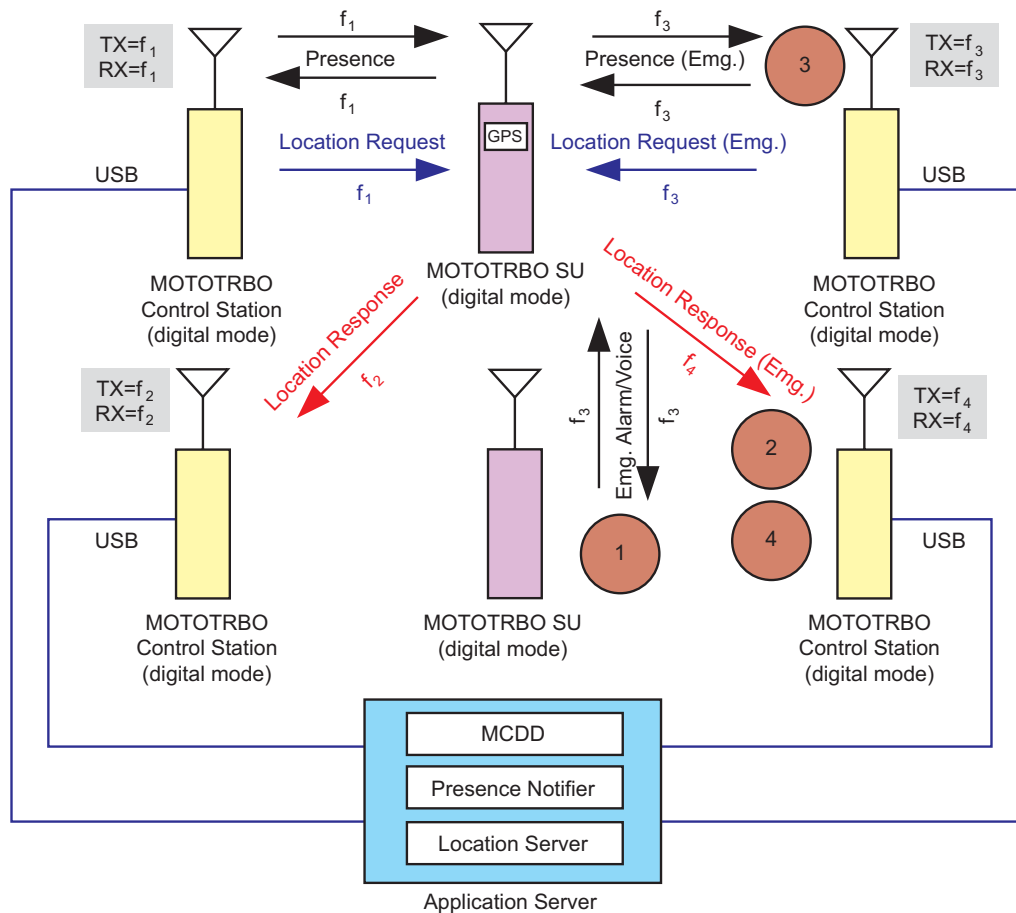 TX=f1
RX=f1
f1
Presence
f1
f3
Presence (Emg.)
f3
3
TX=f3
RX=f3
GPS
Location Request
f1
Location Request (Emg.)
f3
USB
USB
MOTOTRBO
Control Station
(digital mode)
MOTOTRBO SU
(digital mode)
MOTOTRBO
Control Station
(digital mode)
Location Response
f2
Location Response (Emg.)
f4
TX=f2
RX=f2
f3
Emg. Alarm/Voice
f3
TX=f4
RX=f4
2
4
1
USB
USB
MOTOTRBO
Control Station
(digital mode)
MOTOTRBO SU
(digital mode)
MOTOTRBO
Control Station
(digital mode)
MCDD
Presence Notifier
Location Server
Application Server